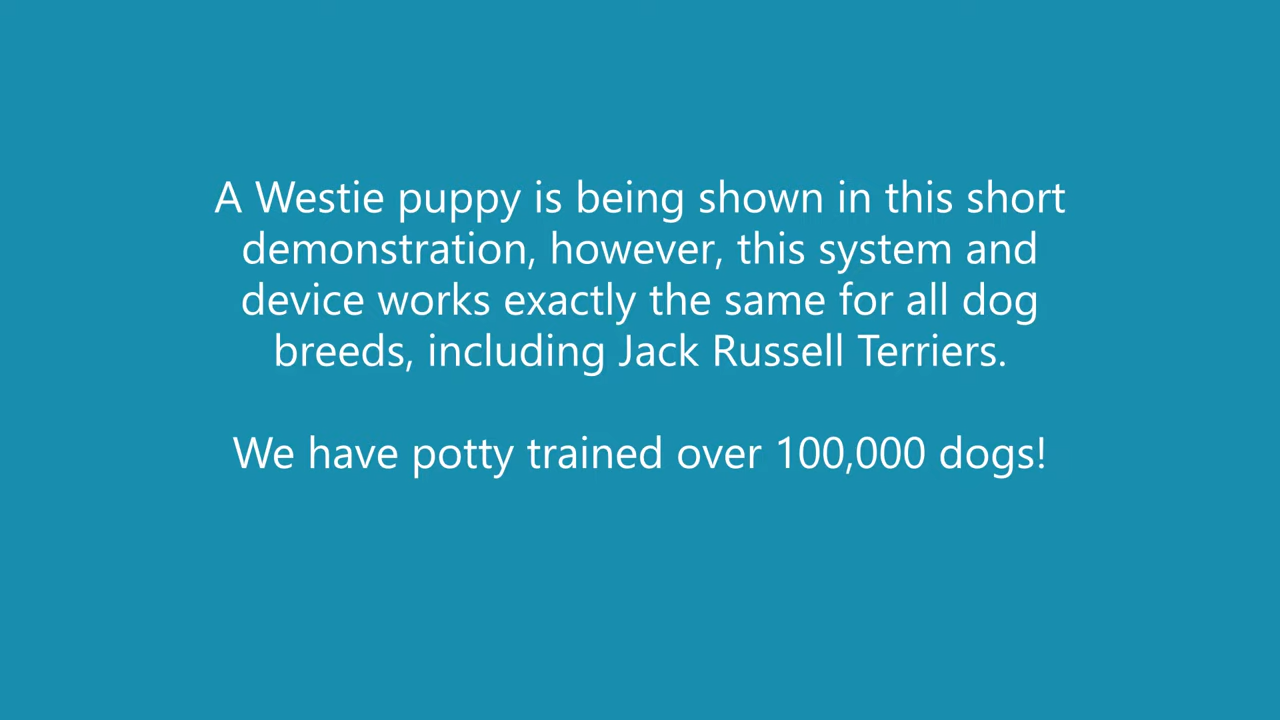 A Westie puppy is being shown in this short
demonstration, however, this system and
device works exactly the same for all dog
breeds, including Jack Russell Terriers.
We have potty trained over 100,000 dogs!